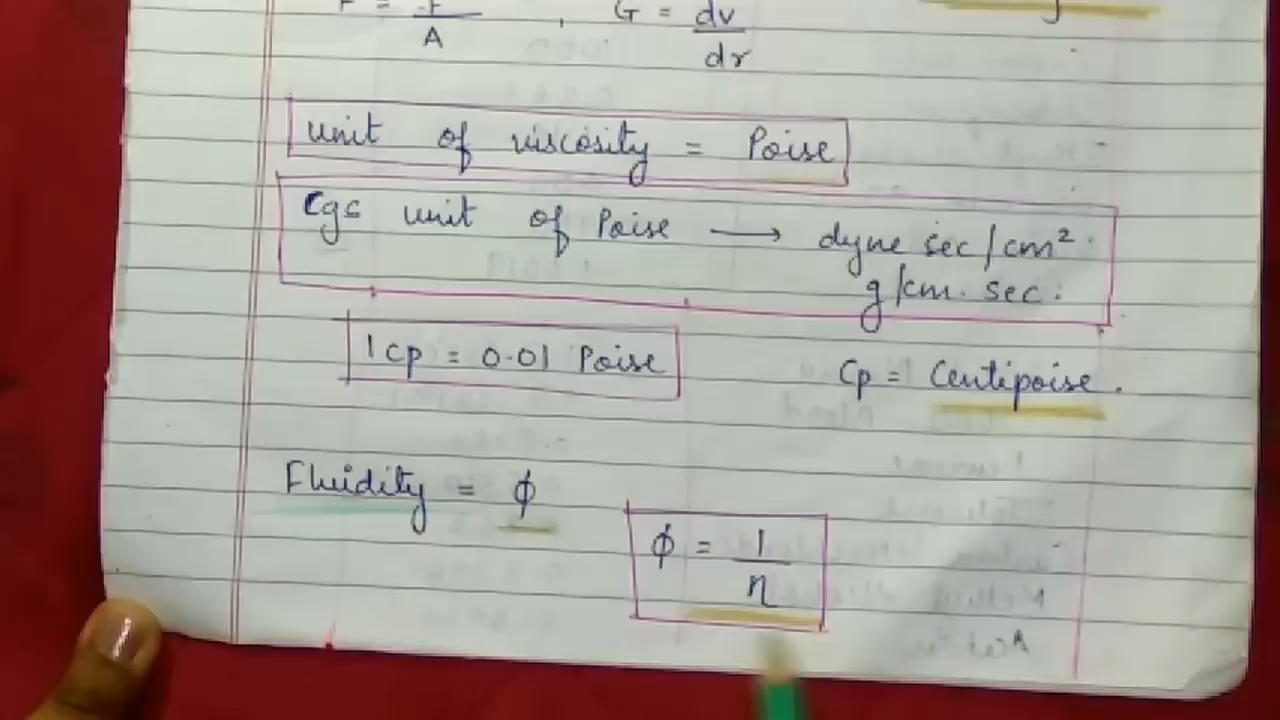 A , G = dv
dr
unit of viscosity = Poise
Cgs unit of Poise → dyne sec/cm²
g/cm. sec.
1 cp = 0.01 Poise
Cp = Centipoise.
Fluidity = ϕ
ϕ = 1
η